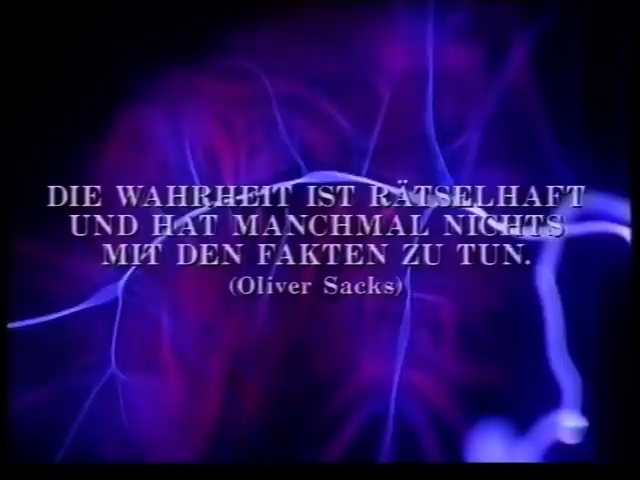 DIE WAHRHEIT IST RÄTSELHAFT
UND HAT MANCHMAL NICHTS
MIT DEN FAKTEN ZU TUN.
(Oliver Sacks)